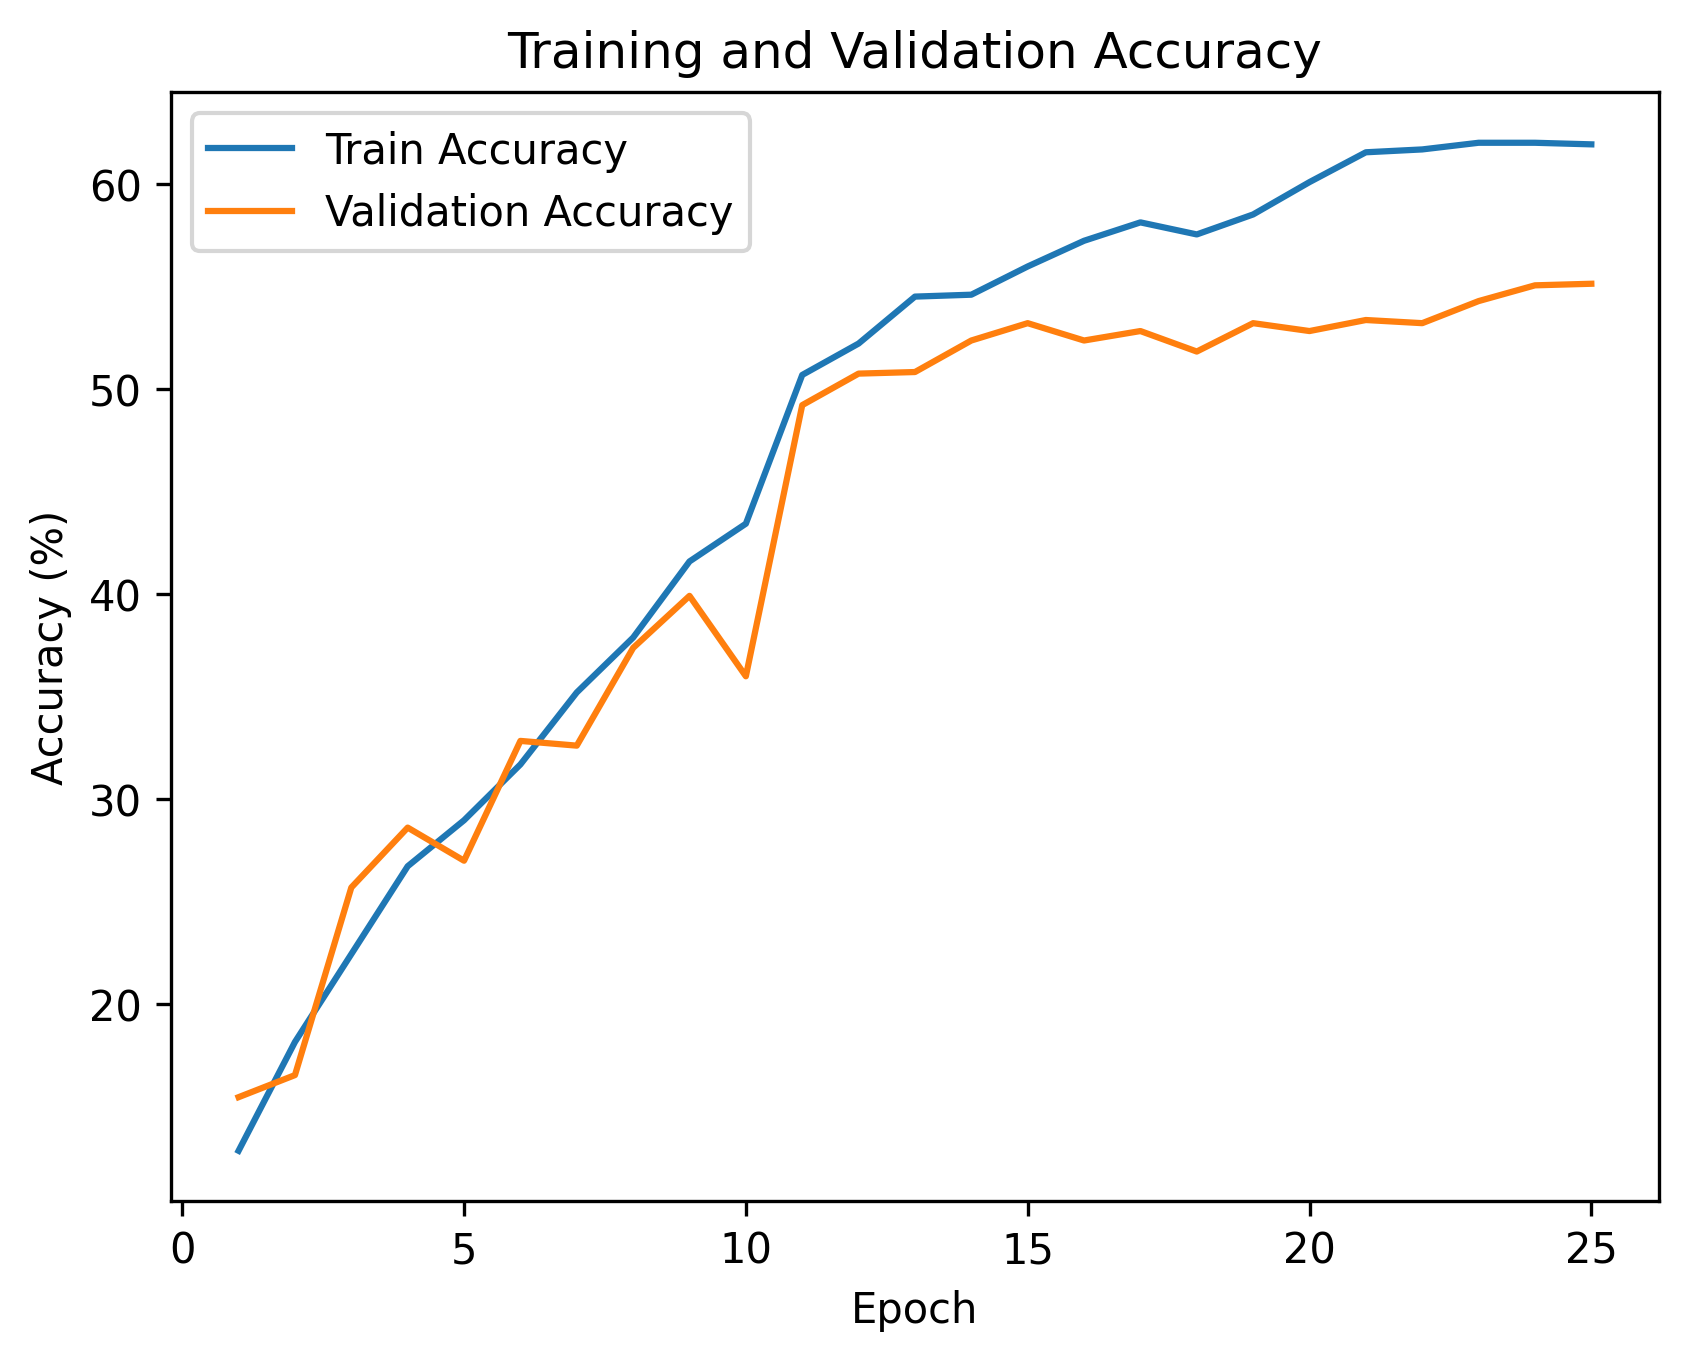 Training and Validation Accuracy
Train Accuracy
Validation Accuracy
60
50
40
30
20
Accuracy (%)
0 5 10 15 20 25
Epoch